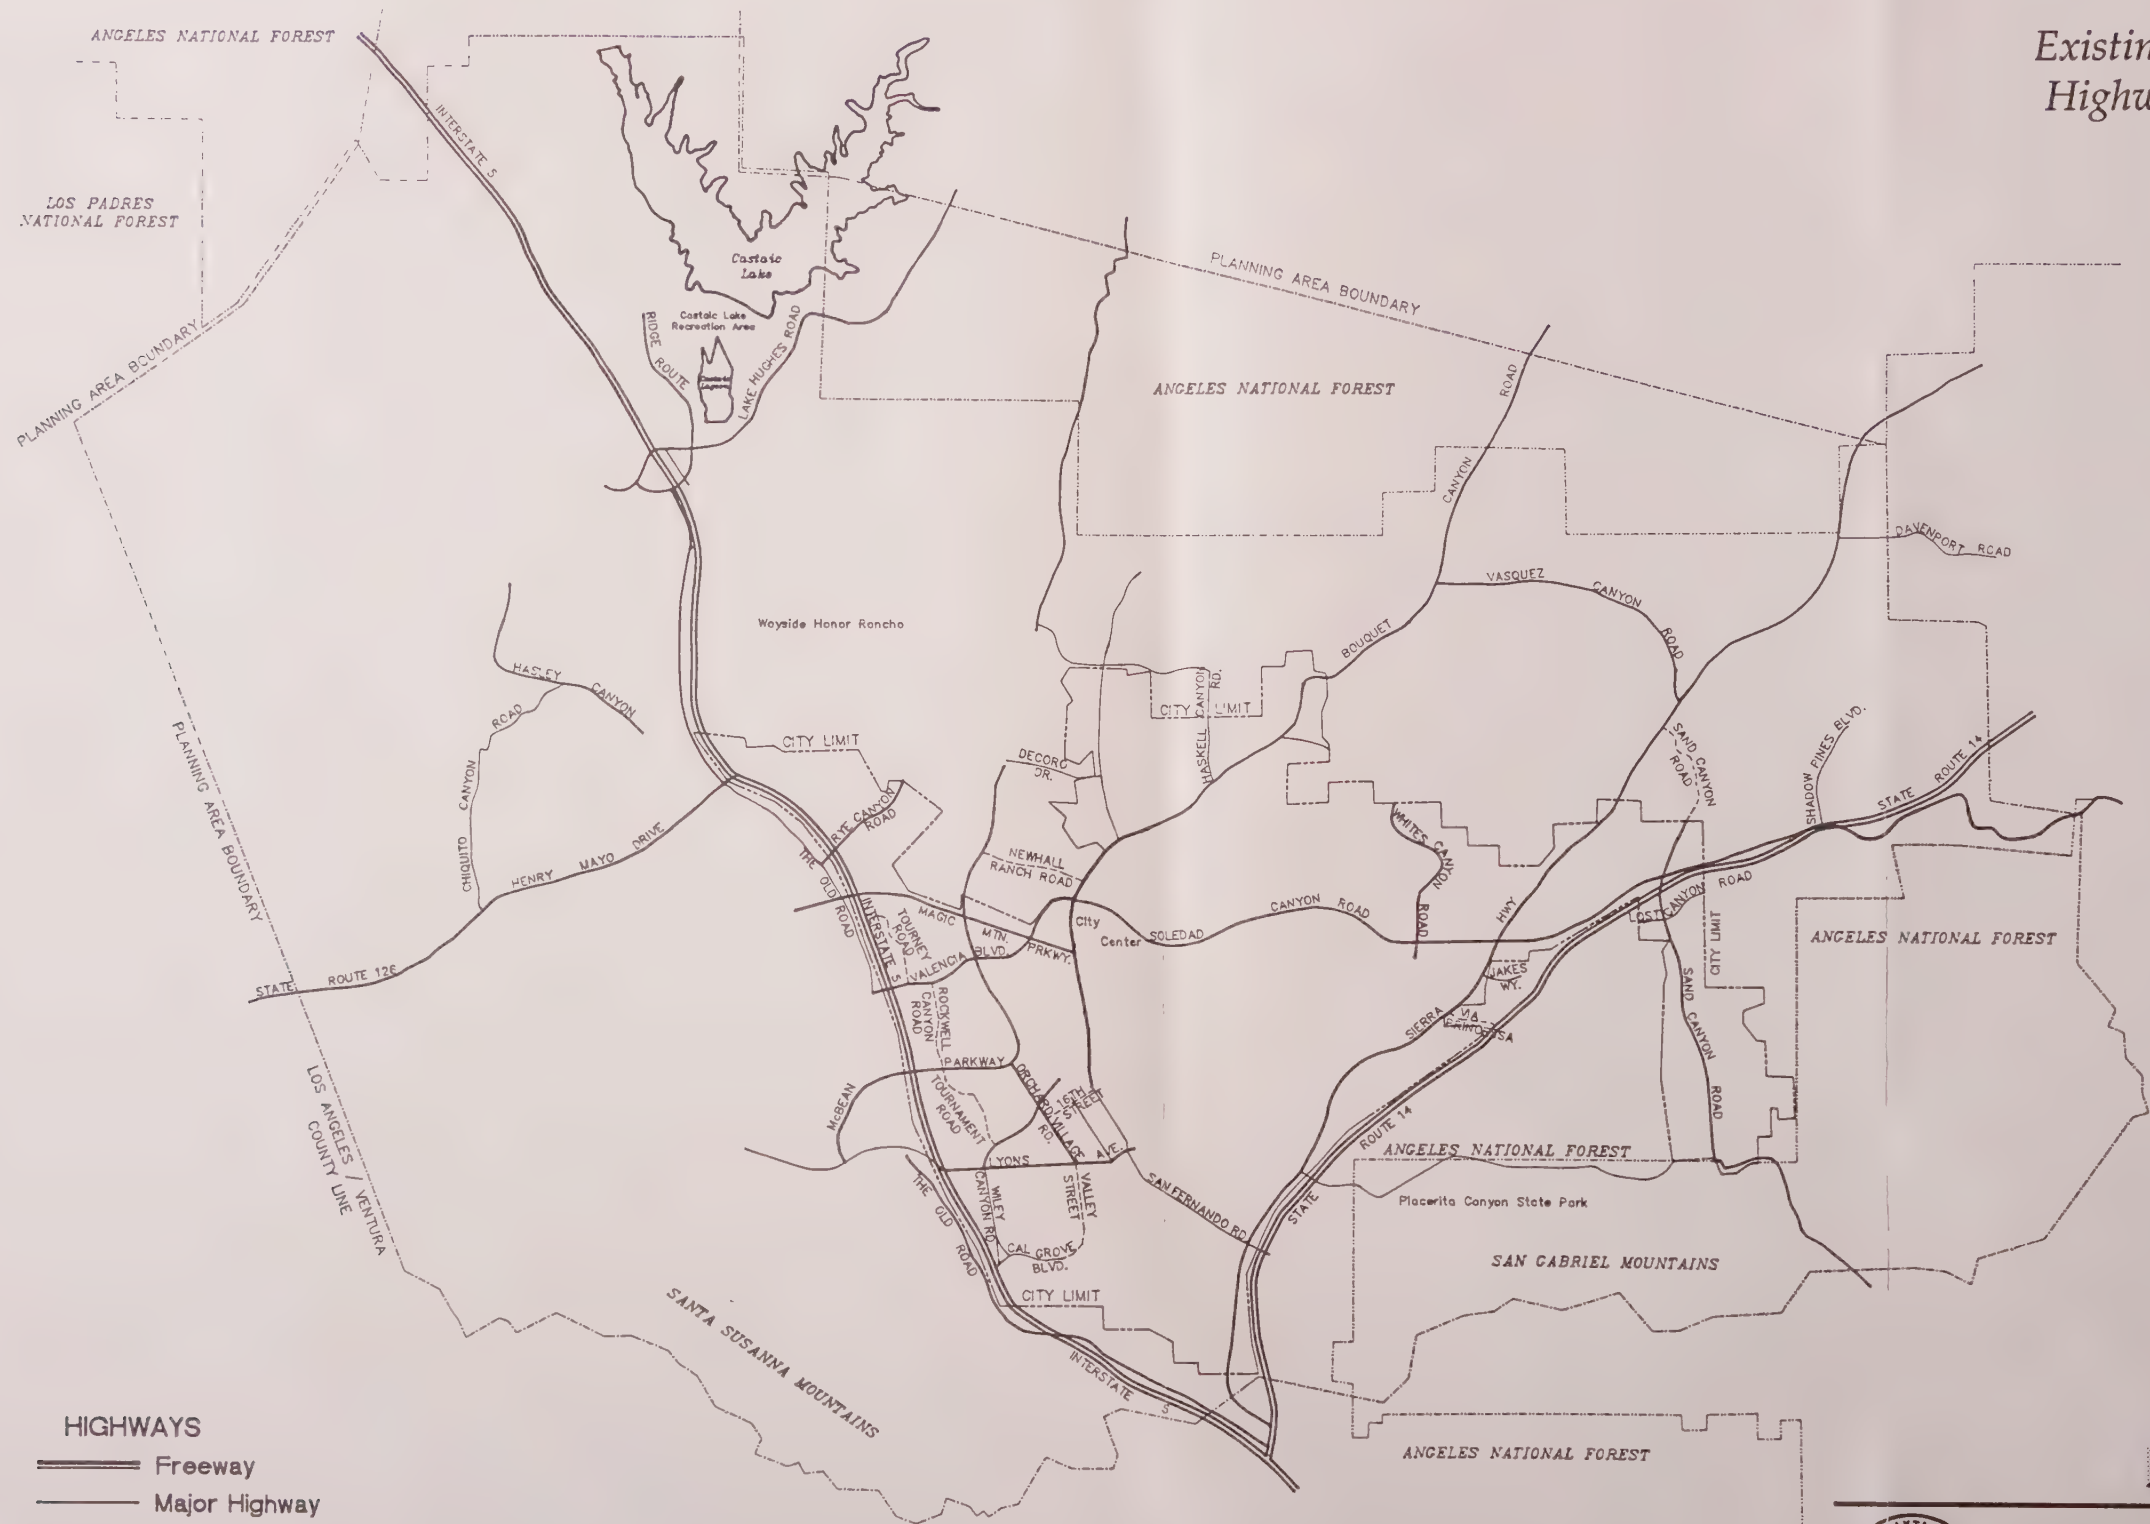 Existin
Highw
ANGELES NATIONAL FOREST
INTERSTATE 5
LOS PADRES
NATIONAL FOREST
Castaic
Lake
PLANNING AREA BOUNDARY
Castaic Lake
Recreation Area
RIDGE ROUTE
Castaic
Lagoon
LAKE HUGHES ROAD
PLANNING AREA BOUNDARY
ANGELES NATIONAL FOREST
BOUQUET CANYON ROAD
DAVENPORT ROAD
VASQUEZ CANYON ROAD
Wayside Honor Rancho
HASLEY CANYON
CHIQUITO CANYON ROAD
PLANNING AREA BOUNDARY
CITY LIMIT
CITY LIMIT
HASKELL CANYON RD.
DECORO
DR.
SAND CANYON
ROAD
SHADOW PINES BLVD.
STATE ROUTE 14
RYE CANYON
ROAD
HENRY MAYO DRIVE
THE OLD ROAD
NEWHALL
RANCH ROAD
WHITES CANYON ROAD
STATE ROUTE 126
INTERSTATE 5
TOURNEY
ROAD
MAGIC MTN. PRKWY.
City
Center
SOLEDAD CANYON ROAD
HWY
LOST CANYON ROAD
CITY LIMIT
ANGELES NATIONAL FOREST
VALENCIA BLVD.
JAKES
WY.
ROCKWELL
CANYON
ROAD
SIERRA
VIA
PRINCESSA
SAND CANYON ROAD
McBEAN PARKWAY
ORCHARD VILLAGE
RD.
16TH
STREET
TOURNAMENT
ROAD
LOS ANGELES / VENTURA
COUNTY LINE
LYONS AVE.
ROUTE 14
ANGELES NATIONAL FOREST
THE OLD ROAD
WILEY
CANYON RD.
VALLEY
STREET
SAN FERNANDO RD.
STATE
Placerita Canyon State Park
CAL GROVE
BLVD.
SAN GABRIEL MOUNTAINS
CITY LIMIT
SANTA SUSANNA MOUNTAINS
INTERSTATE 5
ANGELES NATIONAL FOREST
HIGHWAYS
Freeway
Major Highway